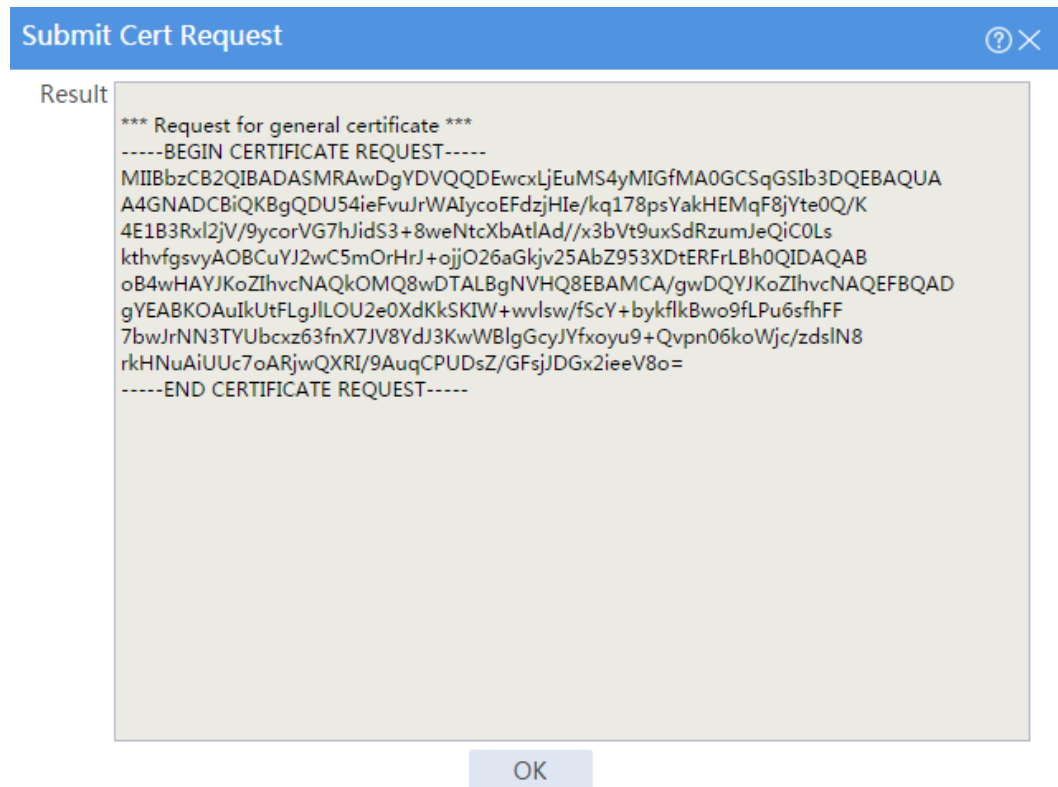 Submit Cert Request
Result
*** Request for general certificate ***
-----BEGIN CERTIFICATE REQUEST-----
MIIBbzCB2QIBADASMRAwDgYDVQQDEwcxLjEuMS4yMIGfMA0GCSqGSIb3DQEBAQUA
A4GNADCBiQKBgQDU54ieFvuJrWAIycoEFdzjHIe/kq178psYakHEMqF8jYte0Q/K
4E1B3Rxl2jV/9ycorVG7hJidS3+8weNtcXbAtlAd//x3bVt9uxSdRzumJeQiC0Ls
kthvfgsvyAOBCuYJ2wC5mOrHrJ+ojjO26aGkjv25AbZ953XDtERFrLBh0QIDAQAB
oB4wHAYJKoZIhvcNAQkOMQ8wDTALBgNVHQ8EBAMCA/gwDQYJKoZIhvcNAQEFBQAD
gYEABKOAuIkUtFLgJlLOU2e0XdKkSKIW+wvlsw/fScY+bykflkBwo9fLPu6sfhFF
7bwJrNN3TYUbcxz63fnX7JV8YdJ3KwWBlgGcyJYfxoyu9+Qvpn06koWjc/zdslN8
rkHNuAiUUc7oARjwQXRI/9AuqCPUDsZ/GFsjJDGx2ieeV8o=
-----END CERTIFICATE REQUEST-----
OK